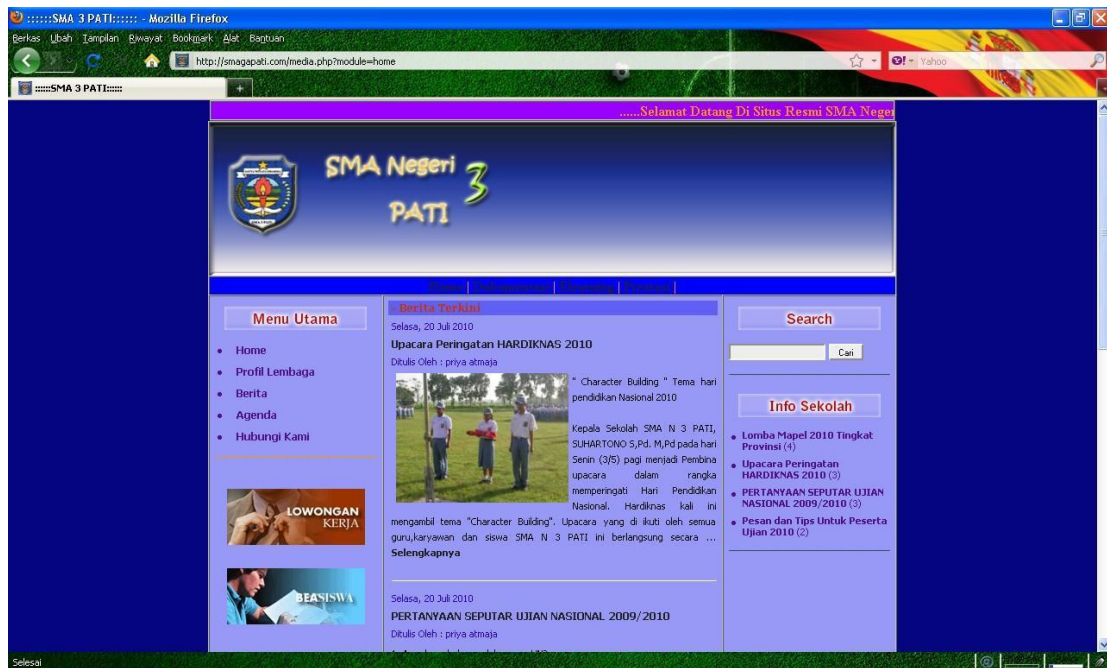 ::::::SMA 3 PATI:::::: - Mozilla Firefox
Berkas Ubah Tampilan Riwayat Bookmark Alat Bantuan
http://smagapati.com/media.php?module=home
Yahoo
::::::SMA 3 PATI::::::
......Selamat Datang Di Situs Resmi SMA Neger
SMA Negeri 3
PATI
Home |
Menu Utama
Home
Profil Lembaga
Berita
Agenda
Hubungi Kami
LOWONGAN
KERJA
BEASISWA
- Berita Terkini
Selasa, 20 Juli 2010
Upacara Peringatan HARDIKNAS 2010
Ditulis Oleh : priya atmaja
" Character Building " Tema hari
pendidikan Nasional 2010
Kepala Sekolah SMA N 3 PATI,
SUHARTONO S,Pd. M,Pd pada hari
Senin (3/5) pagi menjadi Pembina
upacara dalam rangka
memperingati Hari Pendidikan
Nasional. Hardiknas kali ini
mengambil tema "Character Building". Upacara yang di ikuti oleh semua
guru,karyawan dan siswa SMA N 3 PATI ini berlangsung secara ...
Selengkapnya
Selasa, 20 Juli 2010
PERTANYAAN SEPUTAR UJIAN NASIONAL 2009/2010
Ditulis Oleh : priya atmaja
Search
Cari
Info Sekolah
Lomba Mapel 2010 Tingkat
Provinsi (4)
Upacara Peringatan
HARDIKNAS 2010 (3)
PERTANYAAN SEPUTAR UJIAN
NASIONAL 2009/2010 (3)
Pesan dan Tips Untuk Peserta
Ujian 2010 (2)
Selesai